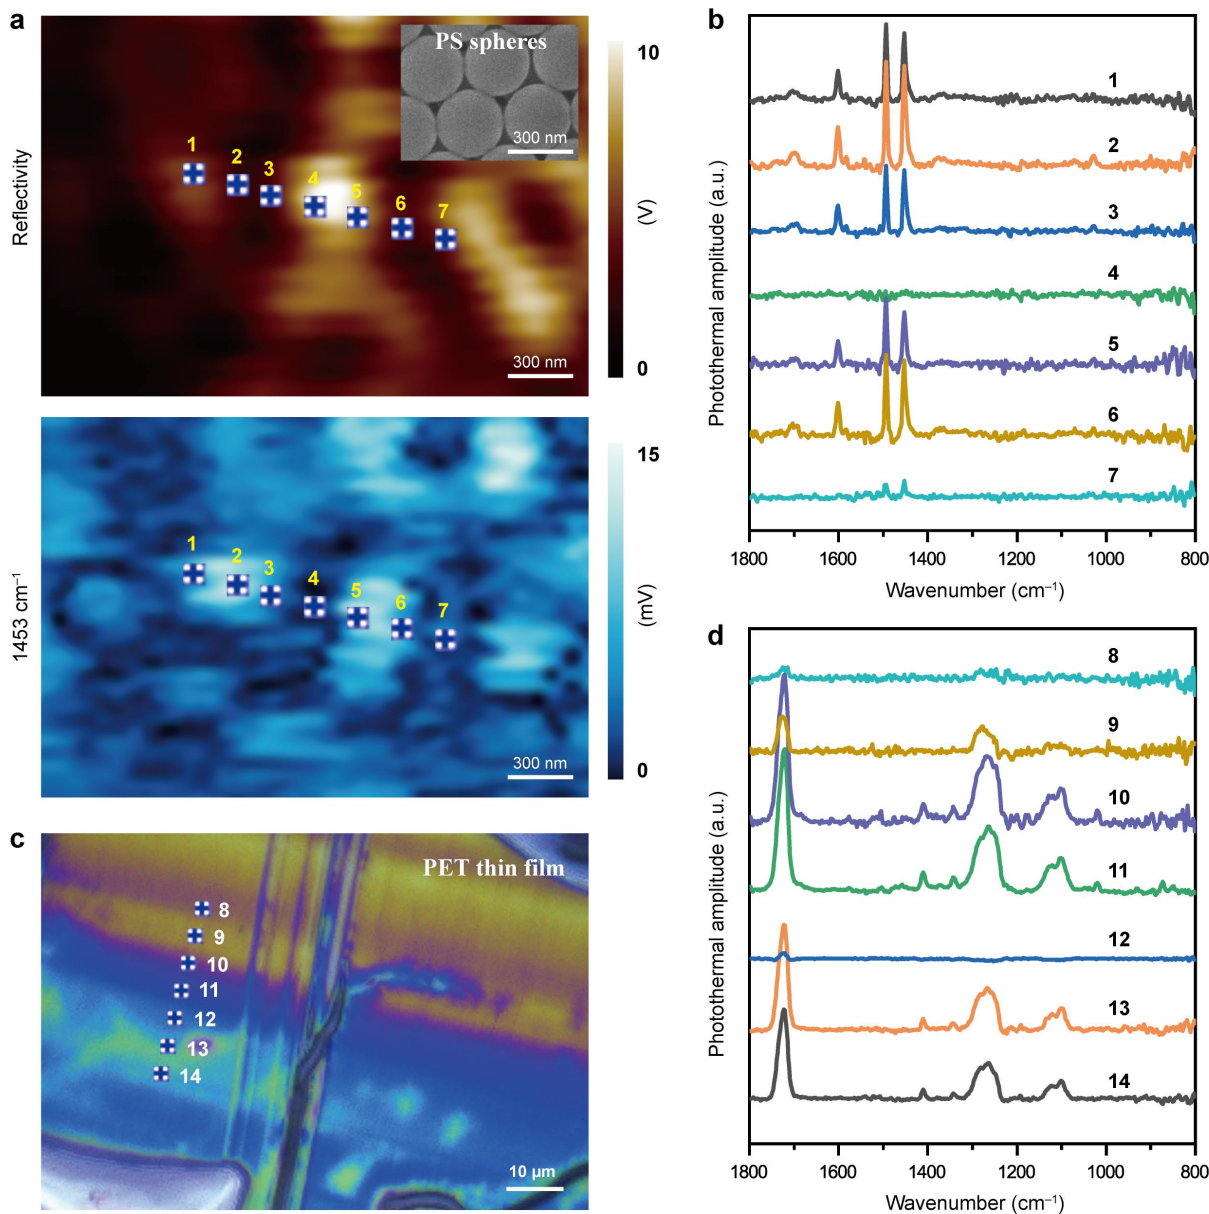 a
PS spheres
300 nm
Reflectivity
1
2
3
4
5
6
7
300 nm
10
(V)
0
1453 cm⁻¹
1
2
3
4
5
6
7
300 nm
15
(mV)
0
b
Photothermal amplitude (a.u.)
1
2
3
4
5
6
7
1800 1600 1400 1200 1000 800
Wavenumber (cm⁻¹)
c
PET thin film
8
9
10
11
12
13
14
10 µm
d
Photothermal amplitude (a.u.)
8
9
10
11
12
13
14
1800 1600 1400 1200 1000 800
Wavenumber (cm⁻¹)